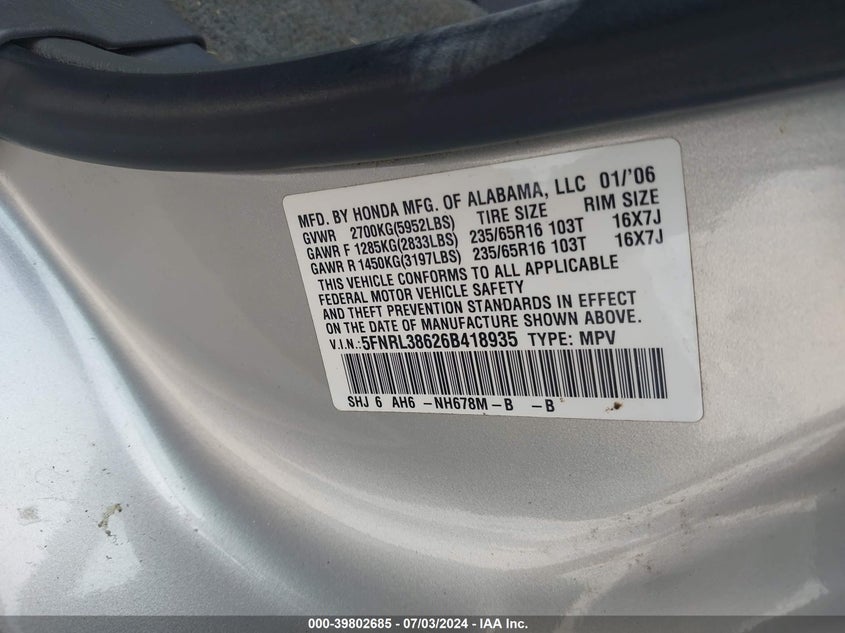 MFD. BY HONDA MFG. OF ALABAMA, LLC 01/'06
GVWR 2700KG(5952LBS) TIRE SIZE RIM SIZE
GAWR F 1285KG(2833LBS) 235/65R16 103T 16X7J
GAWR R 1450KG(3197LBS) 235/65R16 103T 16X7J
THIS VEHICLE CONFORMS TO ALL APPLICABLE
FEDERAL MOTOR VEHICLE SAFETY
AND THEFT PREVENTION STANDARDS IN EFFECT
ON THE DATE OF MANUFACTURE SHOWN ABOVE.
V.I.N.: 5FNRL38626B418935 TYPE: MPV
SHJ 6 AH6 -NH678M-B -B
000-39802685 - 07/03/2024 - IAA Inc.